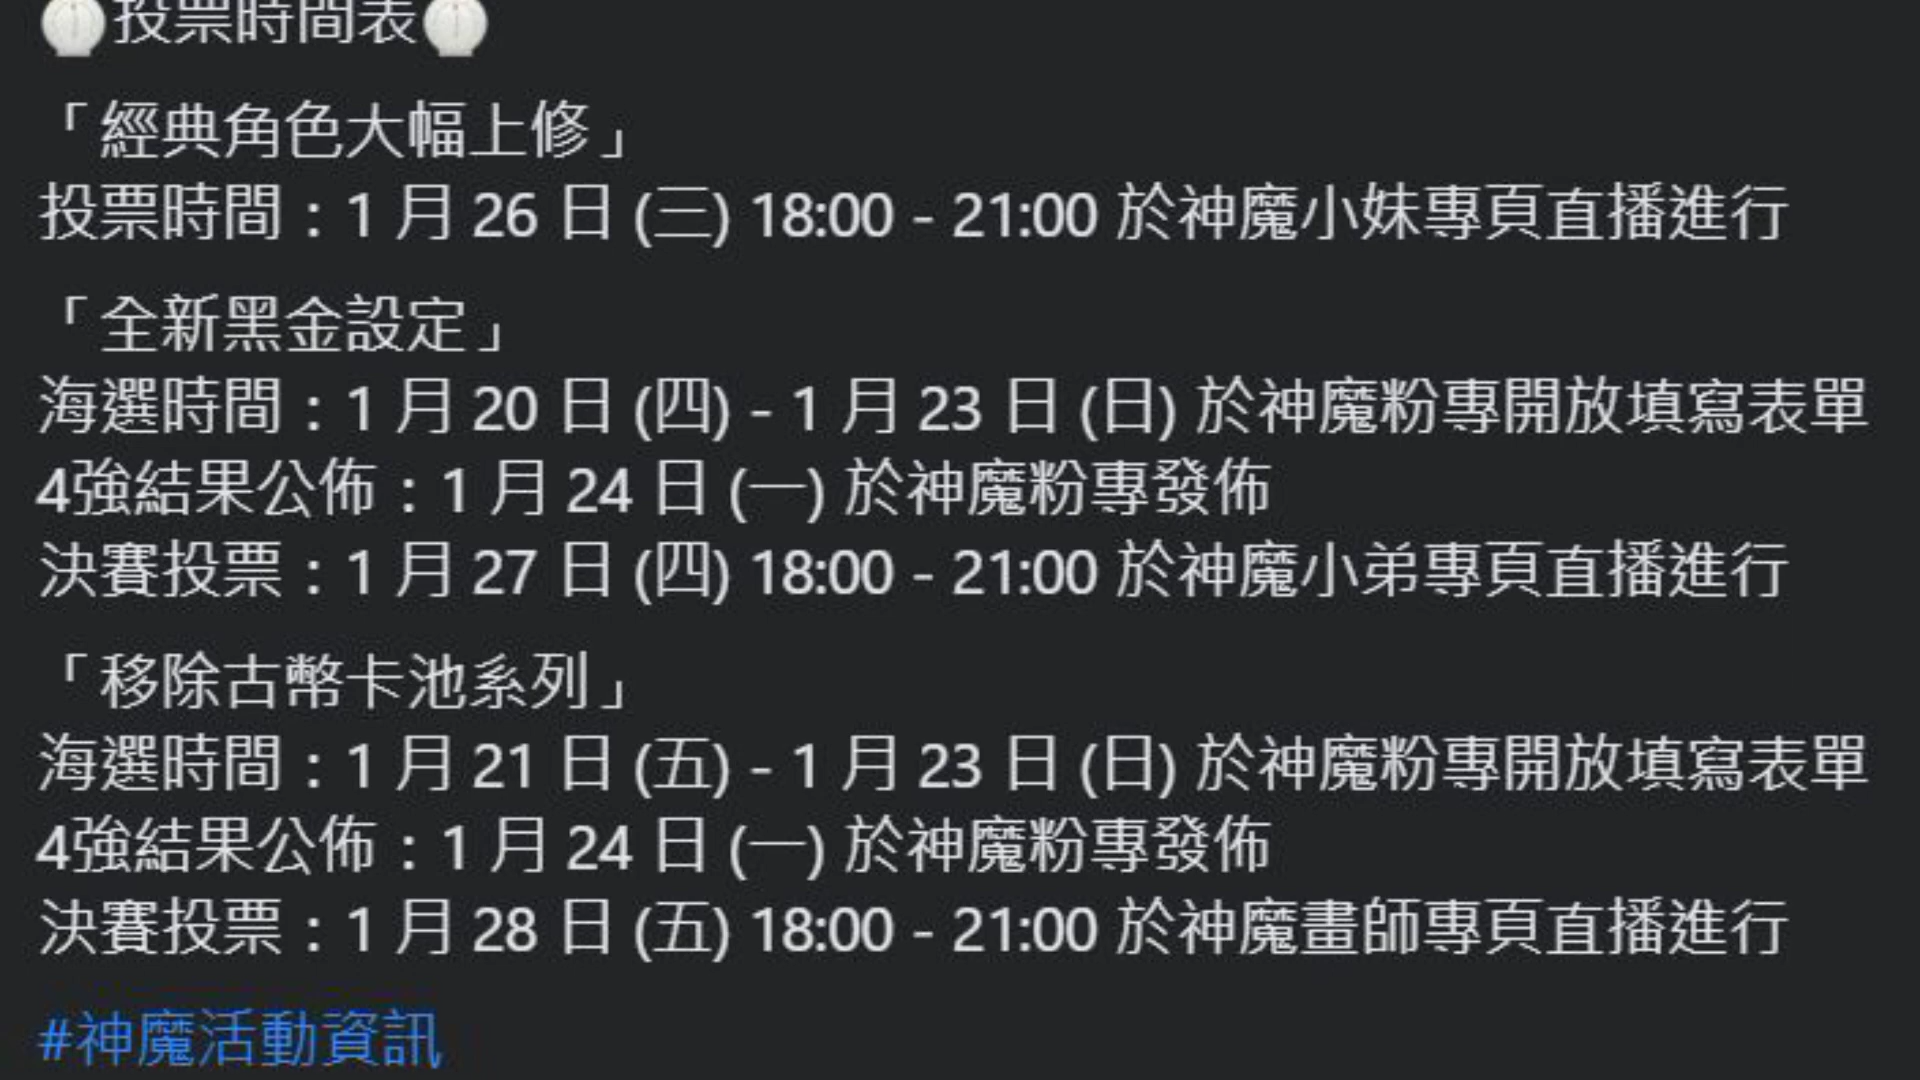 投票時間表
「經典角色大幅上修」
投票時間：1 月 26 日 (三) 18:00 - 21:00 於神魔小妹專頁直播進行
「全新黑金設定」
海選時間：1 月 20 日 (四) - 1 月 23 日 (日) 於神魔粉專開放填寫表單
4強結果公佈：1 月 24 日 (一) 於神魔粉專發佈
決賽投票：1 月 27 日 (四) 18:00 - 21:00 於神魔小弟專頁直播進行
「移除古幣卡池系列」
海選時間：1 月 21 日 (五) - 1 月 23 日 (日) 於神魔粉專開放填寫表單
4強結果公佈：1 月 24 日 (一) 於神魔粉專發佈
決賽投票：1 月 28 日 (五) 18:00 - 21:00 於神魔畫師專頁直播進行
#神魔活動資訊